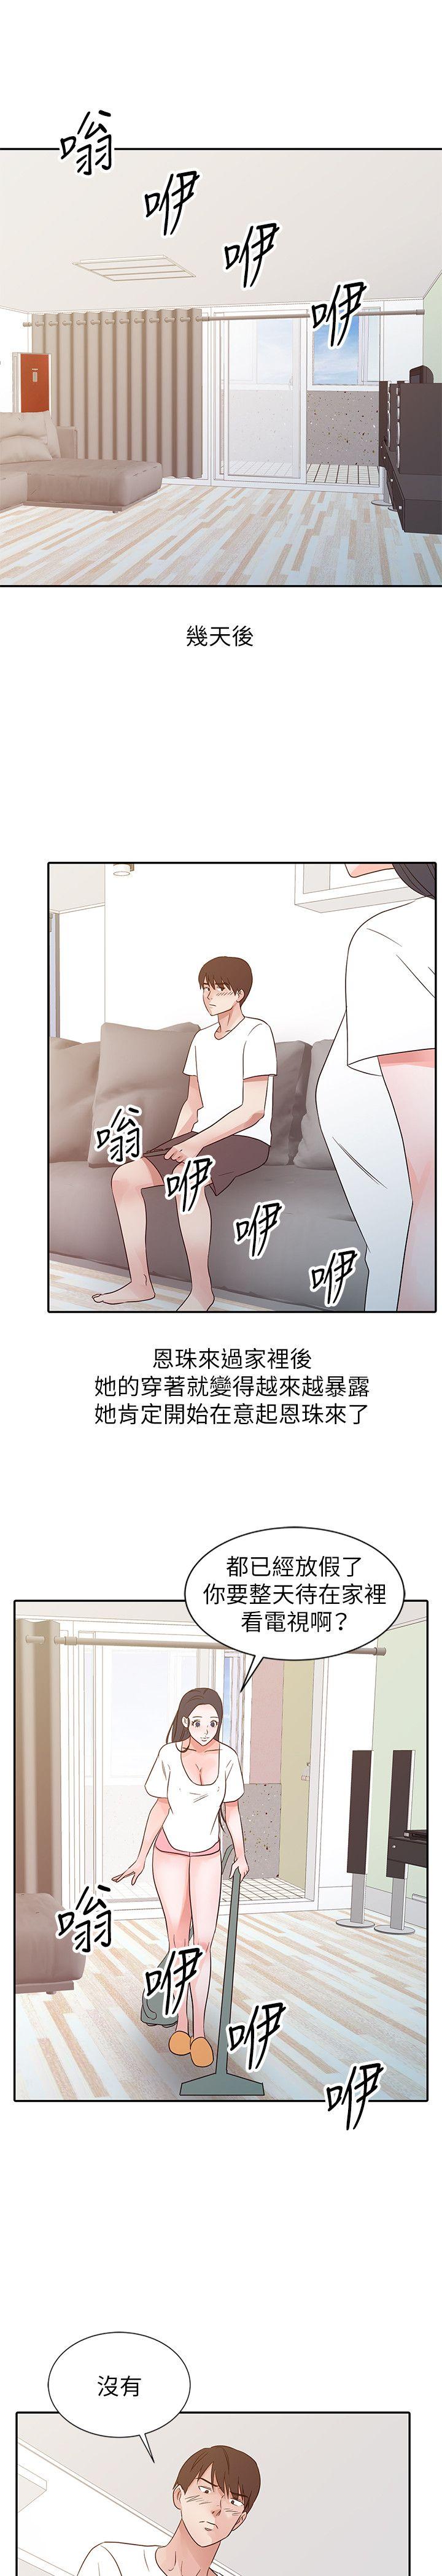 嗡
咿
咿
咿
幾天後
嗡
咿
咿
咿
恩珠來過家裡後
她的穿著就變得越來越暴露
她肯定開始在意起恩珠來了
都已經放假了
你要整天待在家裡
看電視啊？
嗡
咿
咿
咿
沒有